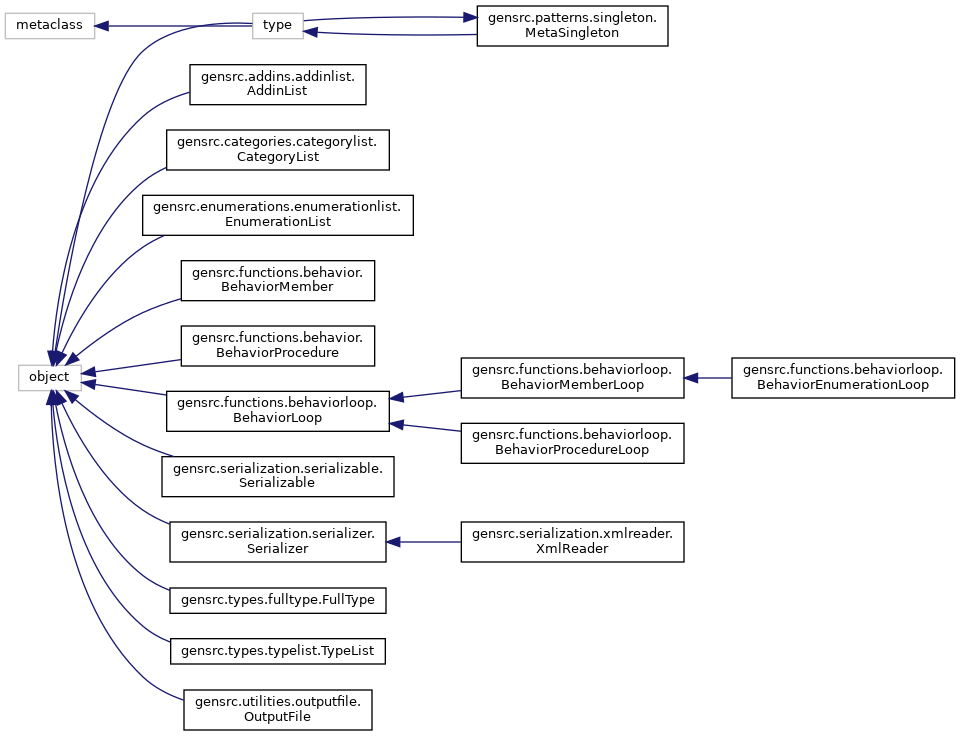 metaclass
type
gensrc.patterns.singleton.
MetaSingleton
gensrc.addins.addinlist.
AddinList
gensrc.categories.categorylist.
CategoryList
gensrc.enumerations.enumerationlist.
EnumerationList
gensrc.functions.behavior.
BehaviorMember
gensrc.functions.behavior.
BehaviorProcedure
object
gensrc.functions.behaviorloop.
BehaviorLoop
gensrc.functions.behaviorloop.
BehaviorMemberLoop
gensrc.functions.behaviorloop.
BehaviorEnumerationLoop
gensrc.functions.behaviorloop.
BehaviorProcedureLoop
gensrc.serialization.serializable.
Serializable
gensrc.serialization.serializer.
Serializer
gensrc.serialization.xmlreader.
XmlReader
gensrc.types.fulltype.FullType
gensrc.types.typelist.TypeList
gensrc.utilities.outputfile.
OutputFile